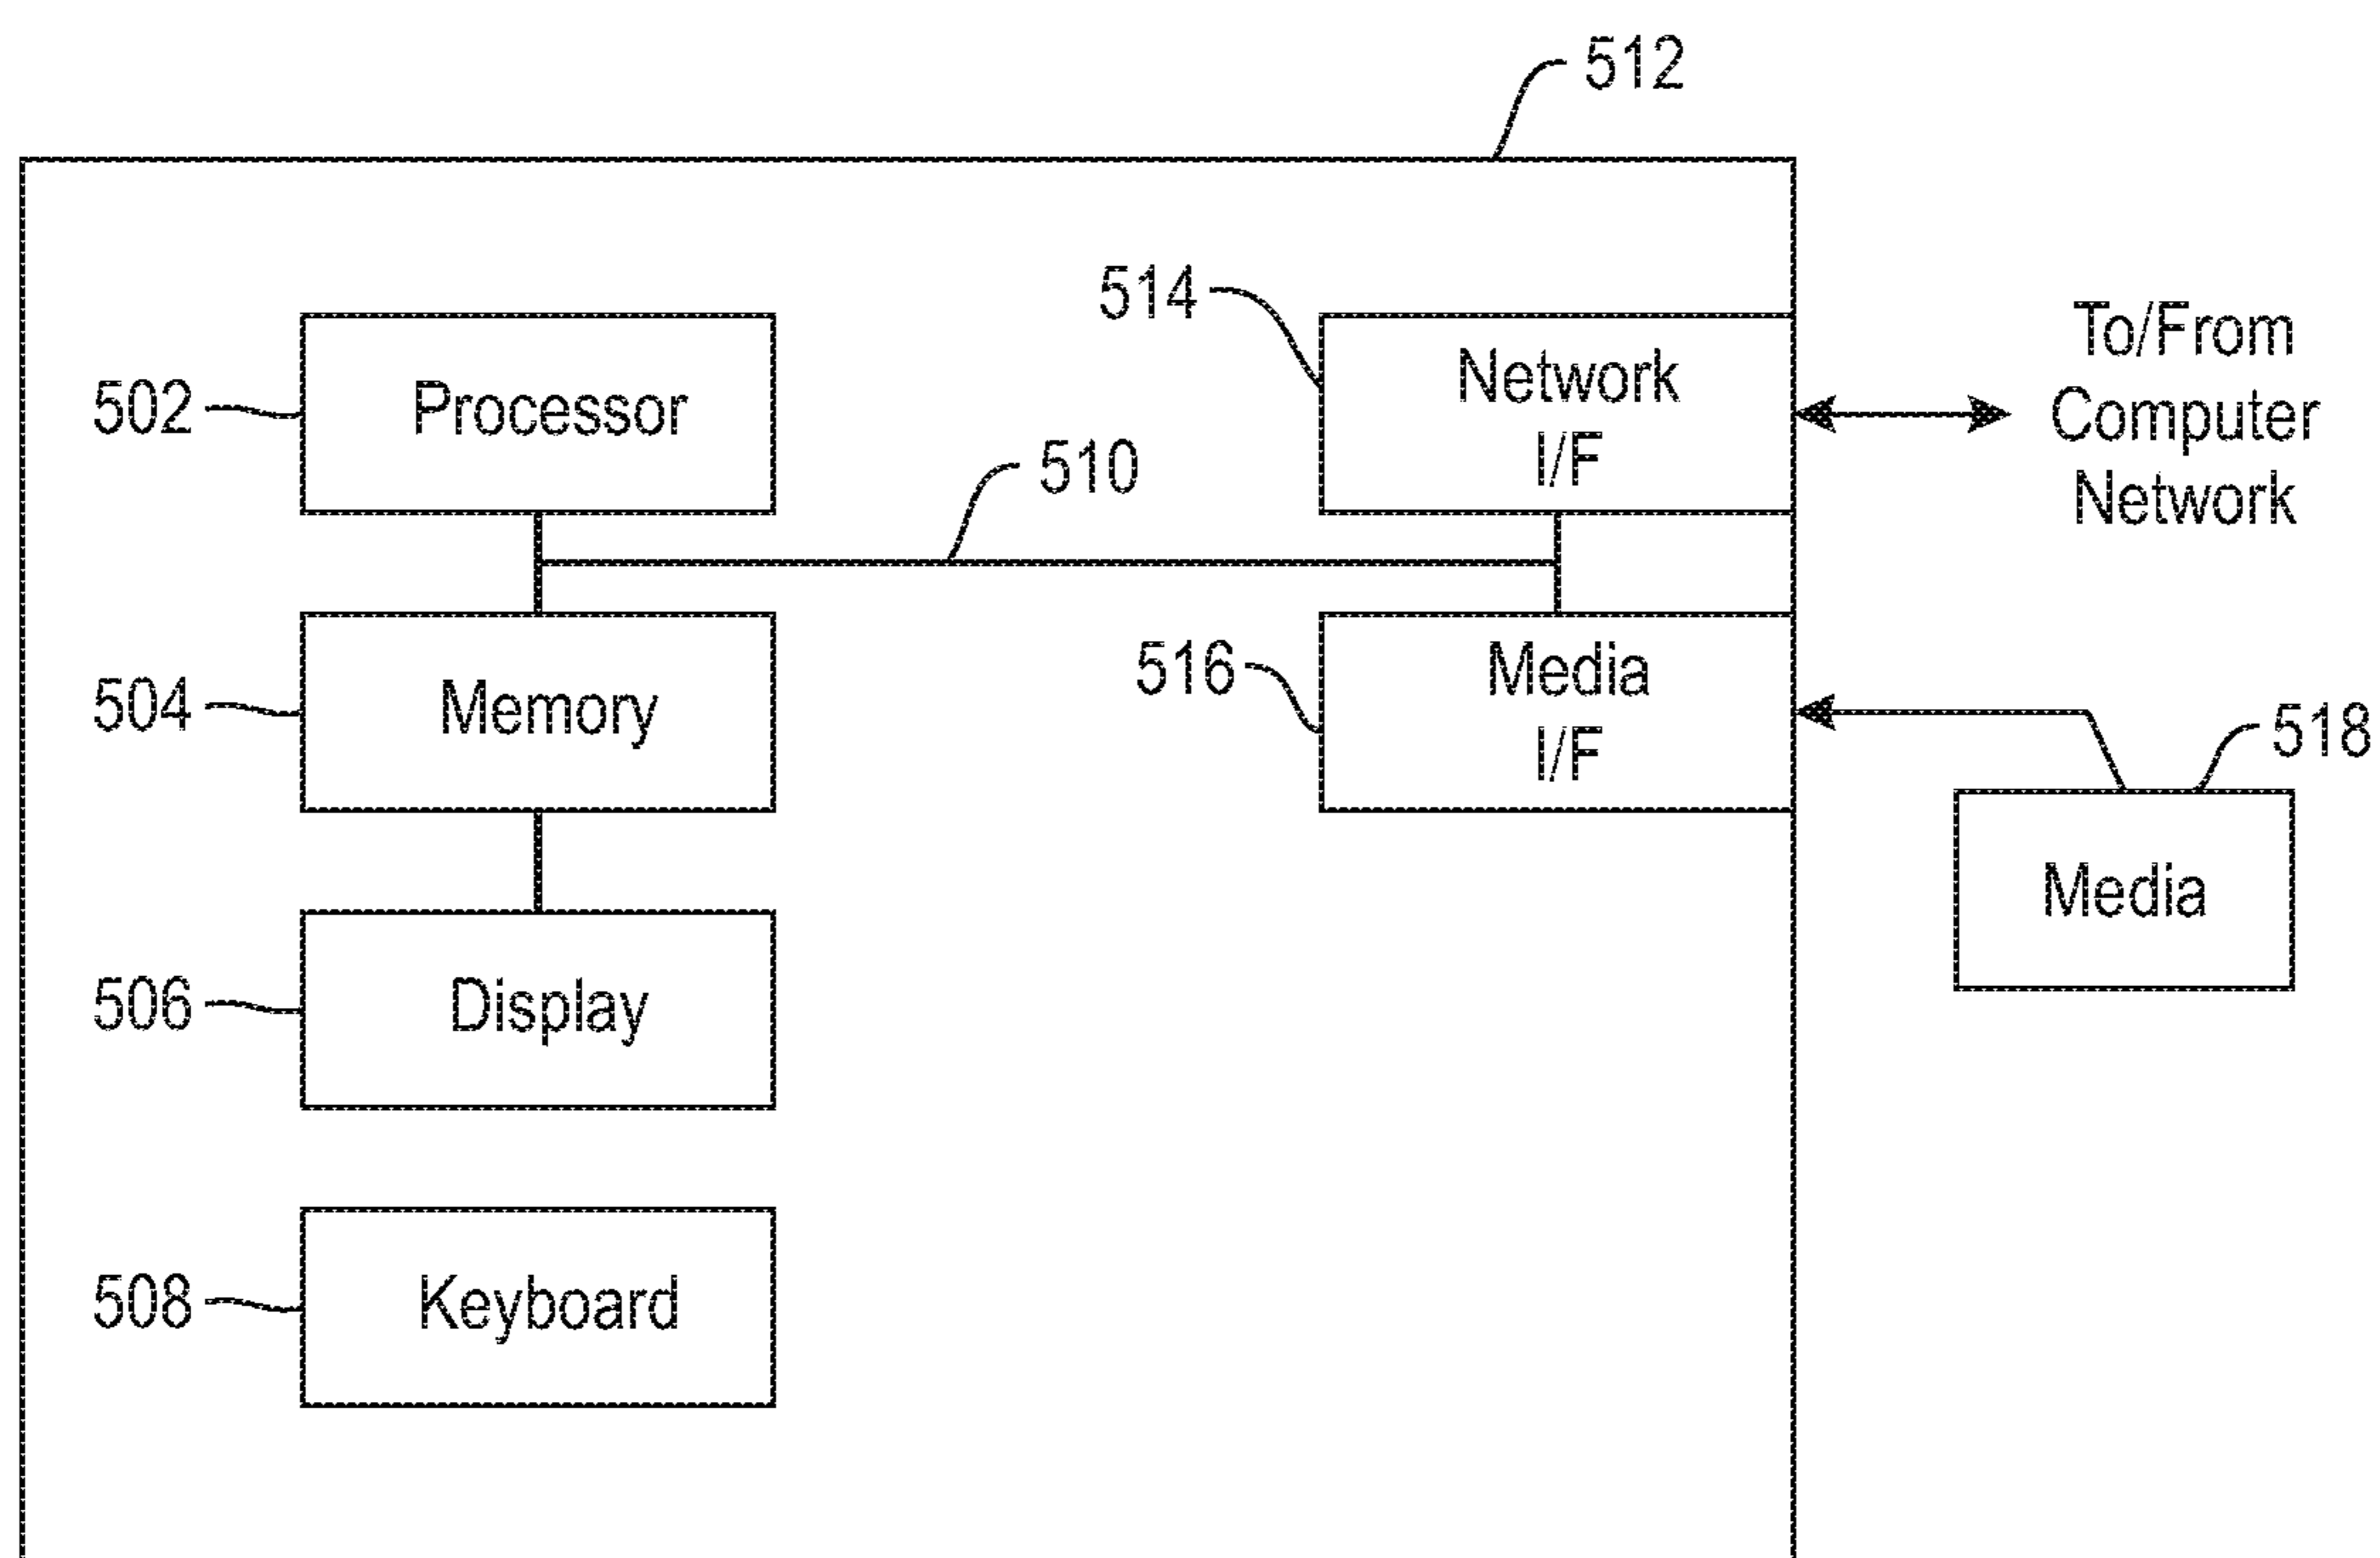 512
514
Network
I/F
To/From
Computer
Network
502
Processor
510
504
Memory
516
Media
I/F
518
Media
506
Display
508
Keyboard